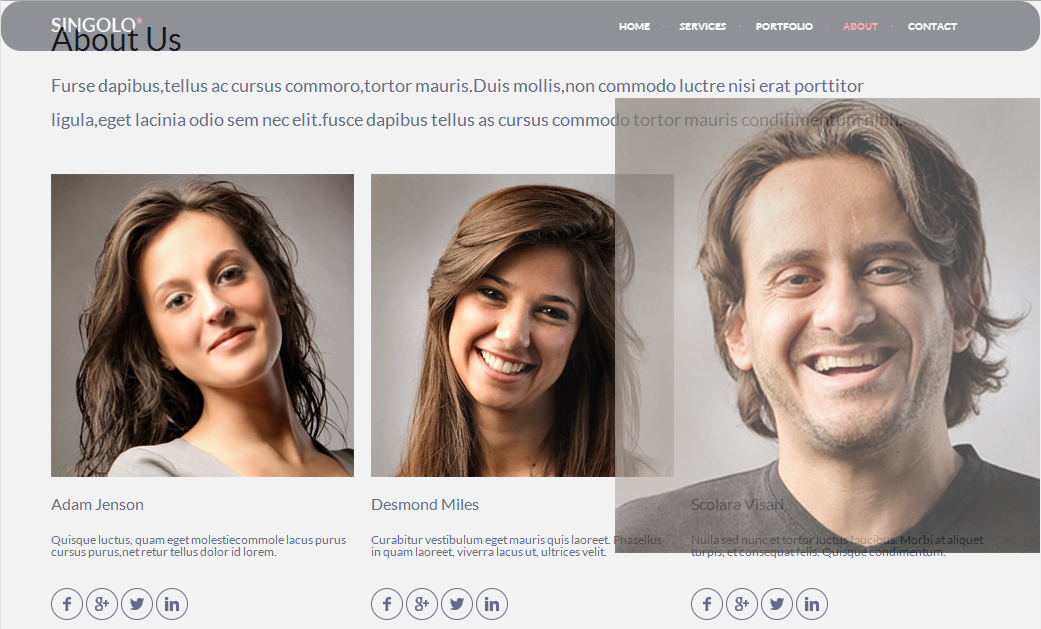 SINGOLO*
HOME · SERVICES · PORTFOLIO · ABOUT · CONTACT
About Us
Furse dapibus,tellus ac cursus commoro,tortor mauris.Duis mollis,non commodo luctre nisi erat porttitor
ligula,eget lacinia odio sem nec elit.fusce dapibus tellus as cursus commodo tortor mauris condifimentum nibh.
Adam Jenson
Quisque luctus, quam eget molestiecommole lacus purus
cursus purus,net retur tellus dolor id lorem.
Desmond Miles
Curabitur vestibulum eget mauris quis laoreet. Phasellus
in quam laoreet, viverra lacus ut, ultrices velit.
Scolara Visari
Nulla sed nunc et tortor luctus faucibus. Morbi at aliquet
turpis, et consequat felis. Quisque condimentum.